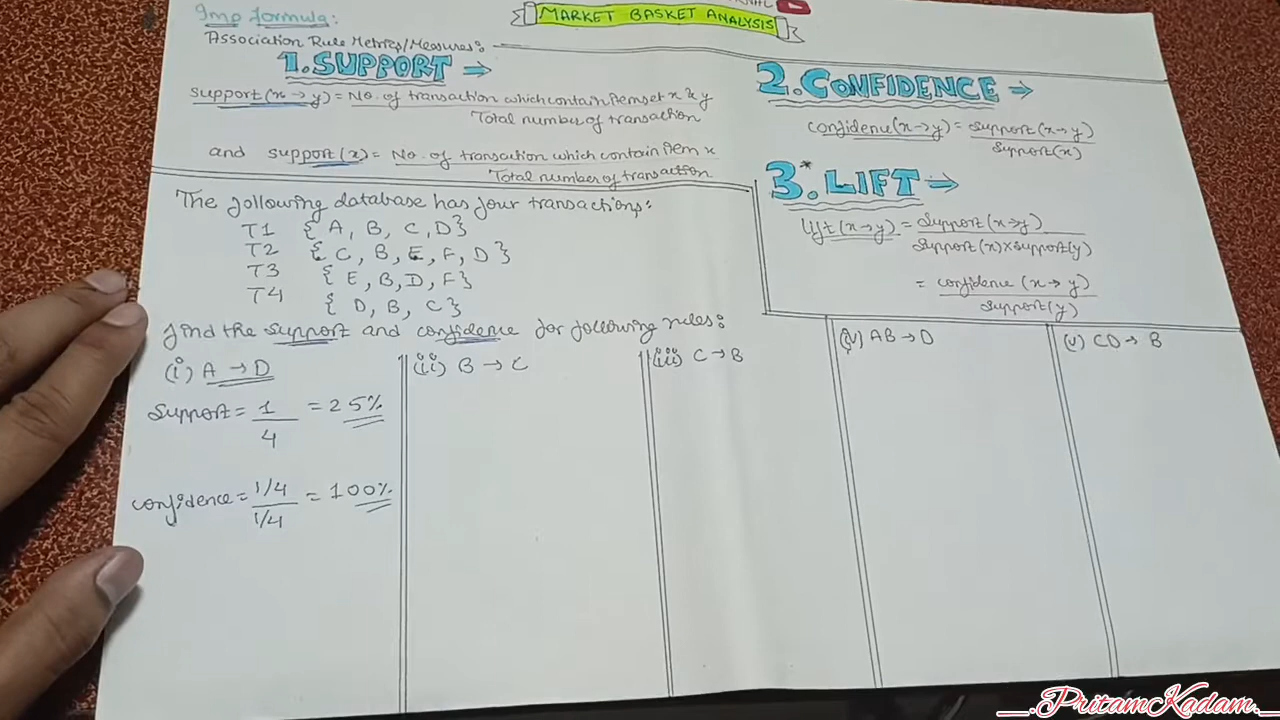 MARKET BASKET ANALYSIS
Imp formula:
Association Rule Metrics/Measures:
1. SUPPORT →
support(x→y) = No. of transaction which contain itemset x & y
Total number of transaction
and support(x) = No. of transaction which contain item x
Total number of transaction
2. CONFIDENCE →
confidence(x→y) = support(x→y)
support(x)
3.* LIFT →
Lift(x→y) = support(x→y)
support(x) x support(y)
= confidence (x→y)
support(y)
The following database has four transactions:
T1 { A, B, C, D }
T2 { C, B, E, F, D }
T3 { E, B, D, F }
T4 { D, B, C }
find the support and confidence for following rules:
(i) A → D
support = 1 = 25%
4
confidence = 1/4 = 100%
1/4
(ii) B → C
(iii) C → B
(iv) AB → D
(v) CD → B
__.PritamKadam.__